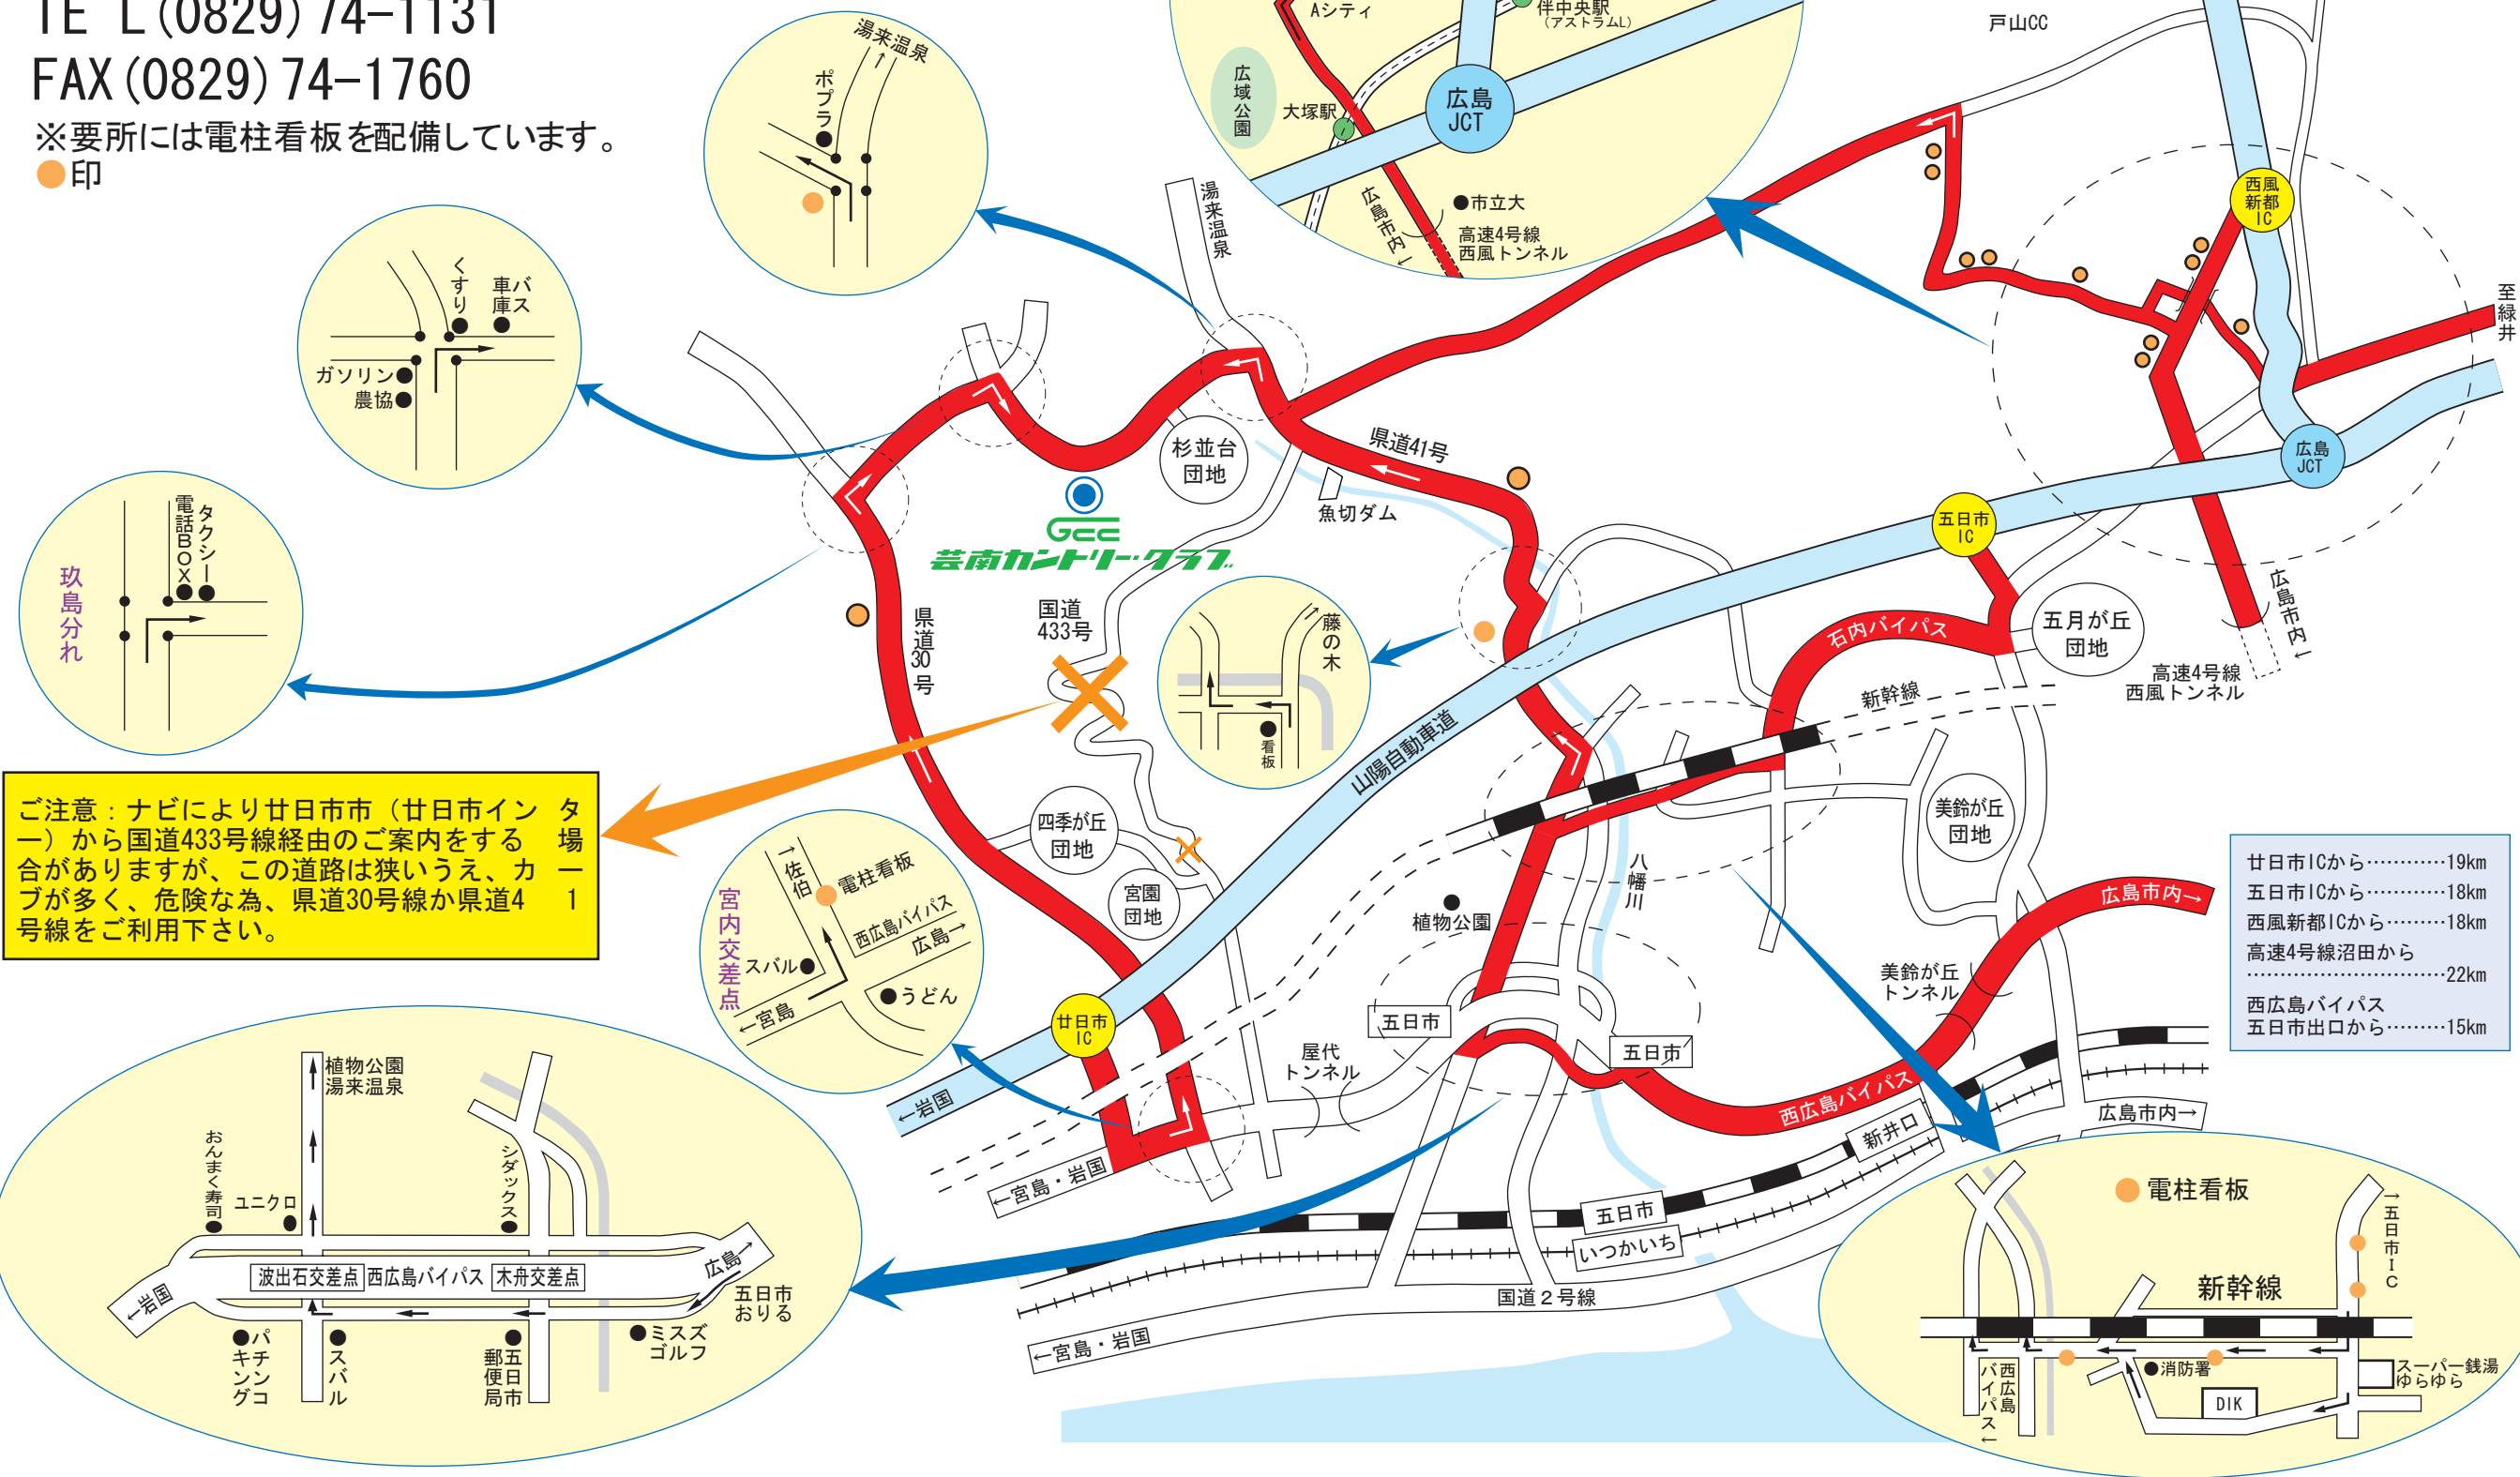 TEL(0829)74-1131
FAX(0829)74-1760
※要所には電柱看板を配備しています。
印
湯来温泉
↑
ポプラ
くすり
バス
車庫
ガソリン
農協
玖島分れ
タクシー
電話BOX
Aシティ
伴中央駅
(アストラムL)
広域公園
大塚駅
広島
JCT
広島市内
←
市立大
高速4号線
西風トンネル
戸山CC
西風
新都
IC
至緑井
広島
JCT
五日市
IC
広島市内
←
高速4号線
西風トンネル
五月が丘
団地
湯来温泉
杉並台
団地
県道41号
魚切ダム
Gcc
芸南カントリー・クラブ
国道
433号
県道30号
藤の木
看板
石内バイパス
新幹線
山陽自動車道
ご注意：ナビにより廿日市市（廿日市イン タ
ー）から国道433号線経由のご案内をする 場
合がありますが、この道路は狭いうえ、カ ー
ブが多く、危険な為、県道30号線か県道4 1
号線をご利用下さい。
四季が丘
団地
宮園
団地
宮内交差点
→佐伯
電柱看板
西広島バイパス
広島→
スバル
うどん
←宮島
廿日市
IC
←岩国
美鈴が丘
団地
八幡川
植物公園
広島市内→
美鈴が丘
トンネル
五日市
五日市
屋代
トンネル
西広島バイパス
広島市内→
新井口
←宮島・岩国
五日市
いつかいち
国道２号線
←宮島・岩国
廿日市ICから…………19km
五日市ICから…………18km
西風新都ICから………18km
高速4号線沼田から
……………………………22km
西広島バイパス
五日市出口から………15km
植物公園
湯来温泉
おんまく寿司
ユニクロ
シダックス
波出石交差点
西広島バイパス
木舟交差点
広島→
←岩国
五日市
おりる
パチンコ
キング
スバル
五日市
郵便局
ミスズ
ゴルフ
電柱看板
→五日市IC
新幹線
西広島
バイパス←
消防署
DIK
スーパー銭湯
ゆらゆら